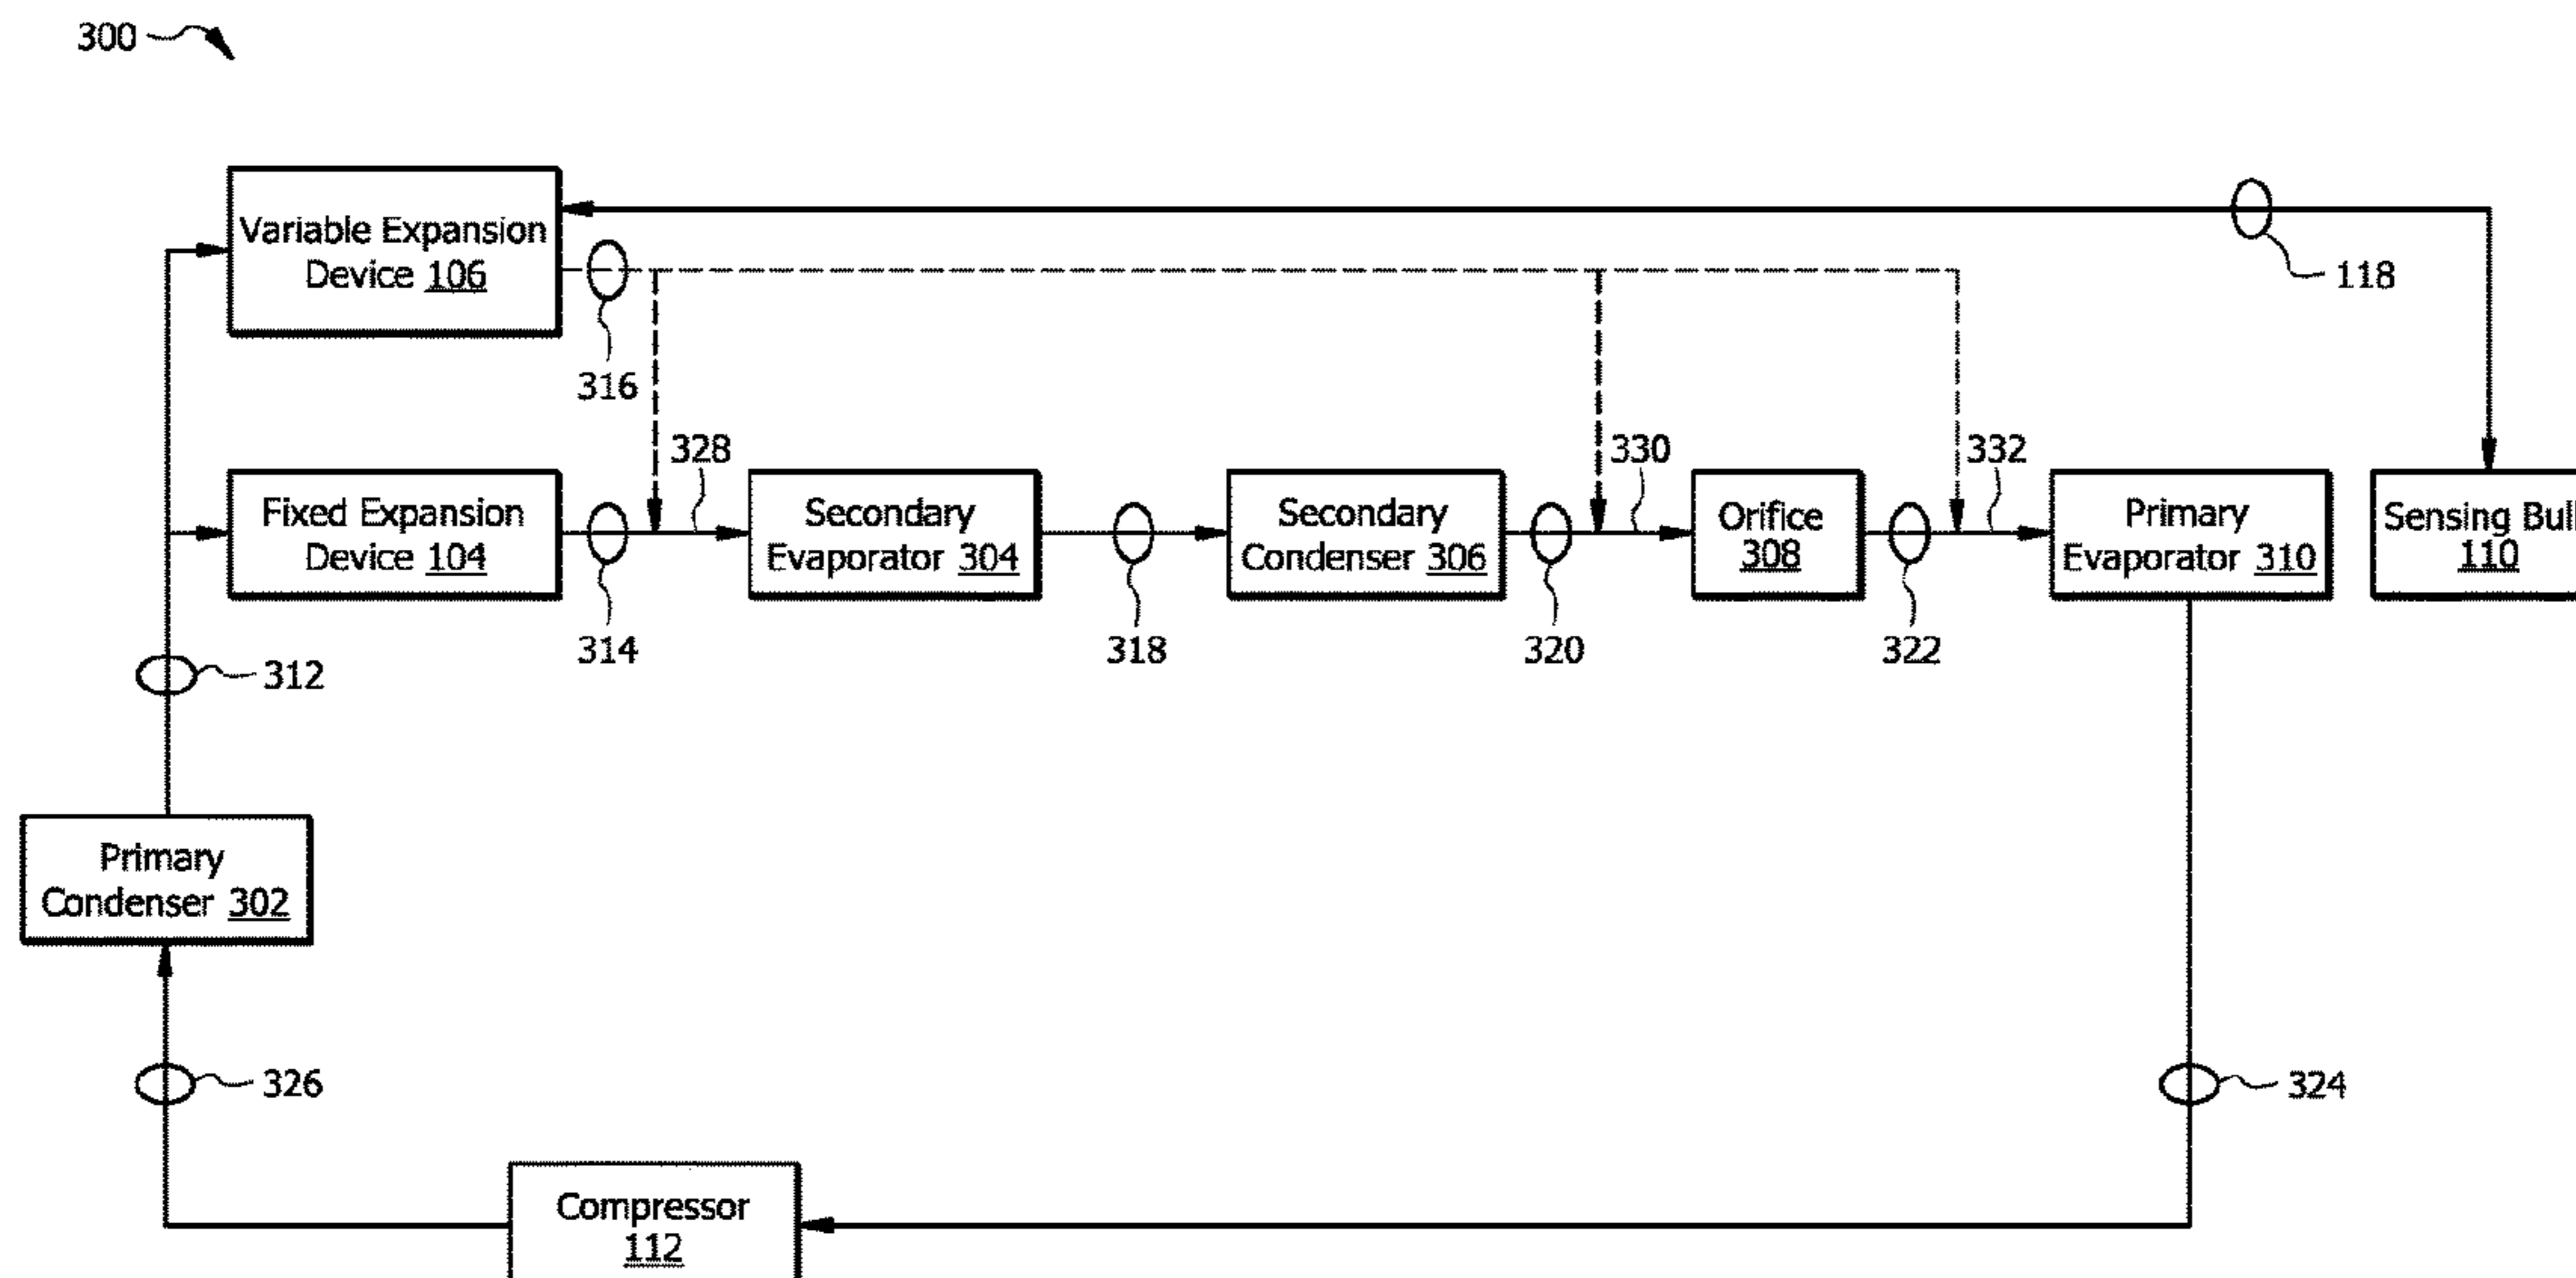 300
Variable Expansion
Device 106
118
316
328
330
332
Fixed Expansion
Device 104
Secondary
Evaporator 304
Secondary
Condenser 306
Orifice
308
Primary
Evaporator 310
Sensing
110
314
318
320
322
312
Primary
Condenser 302
326
324
Compressor
112